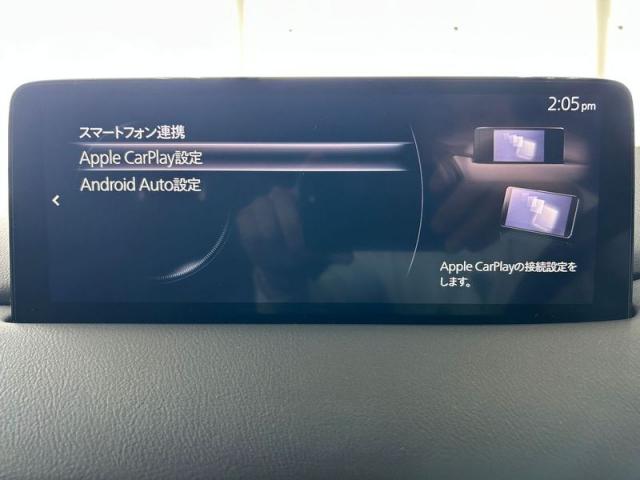 2:05pm
スマートフォン連携
Apple CarPlay設定
Android Auto設定
Apple CarPlayの接続設定を
します。